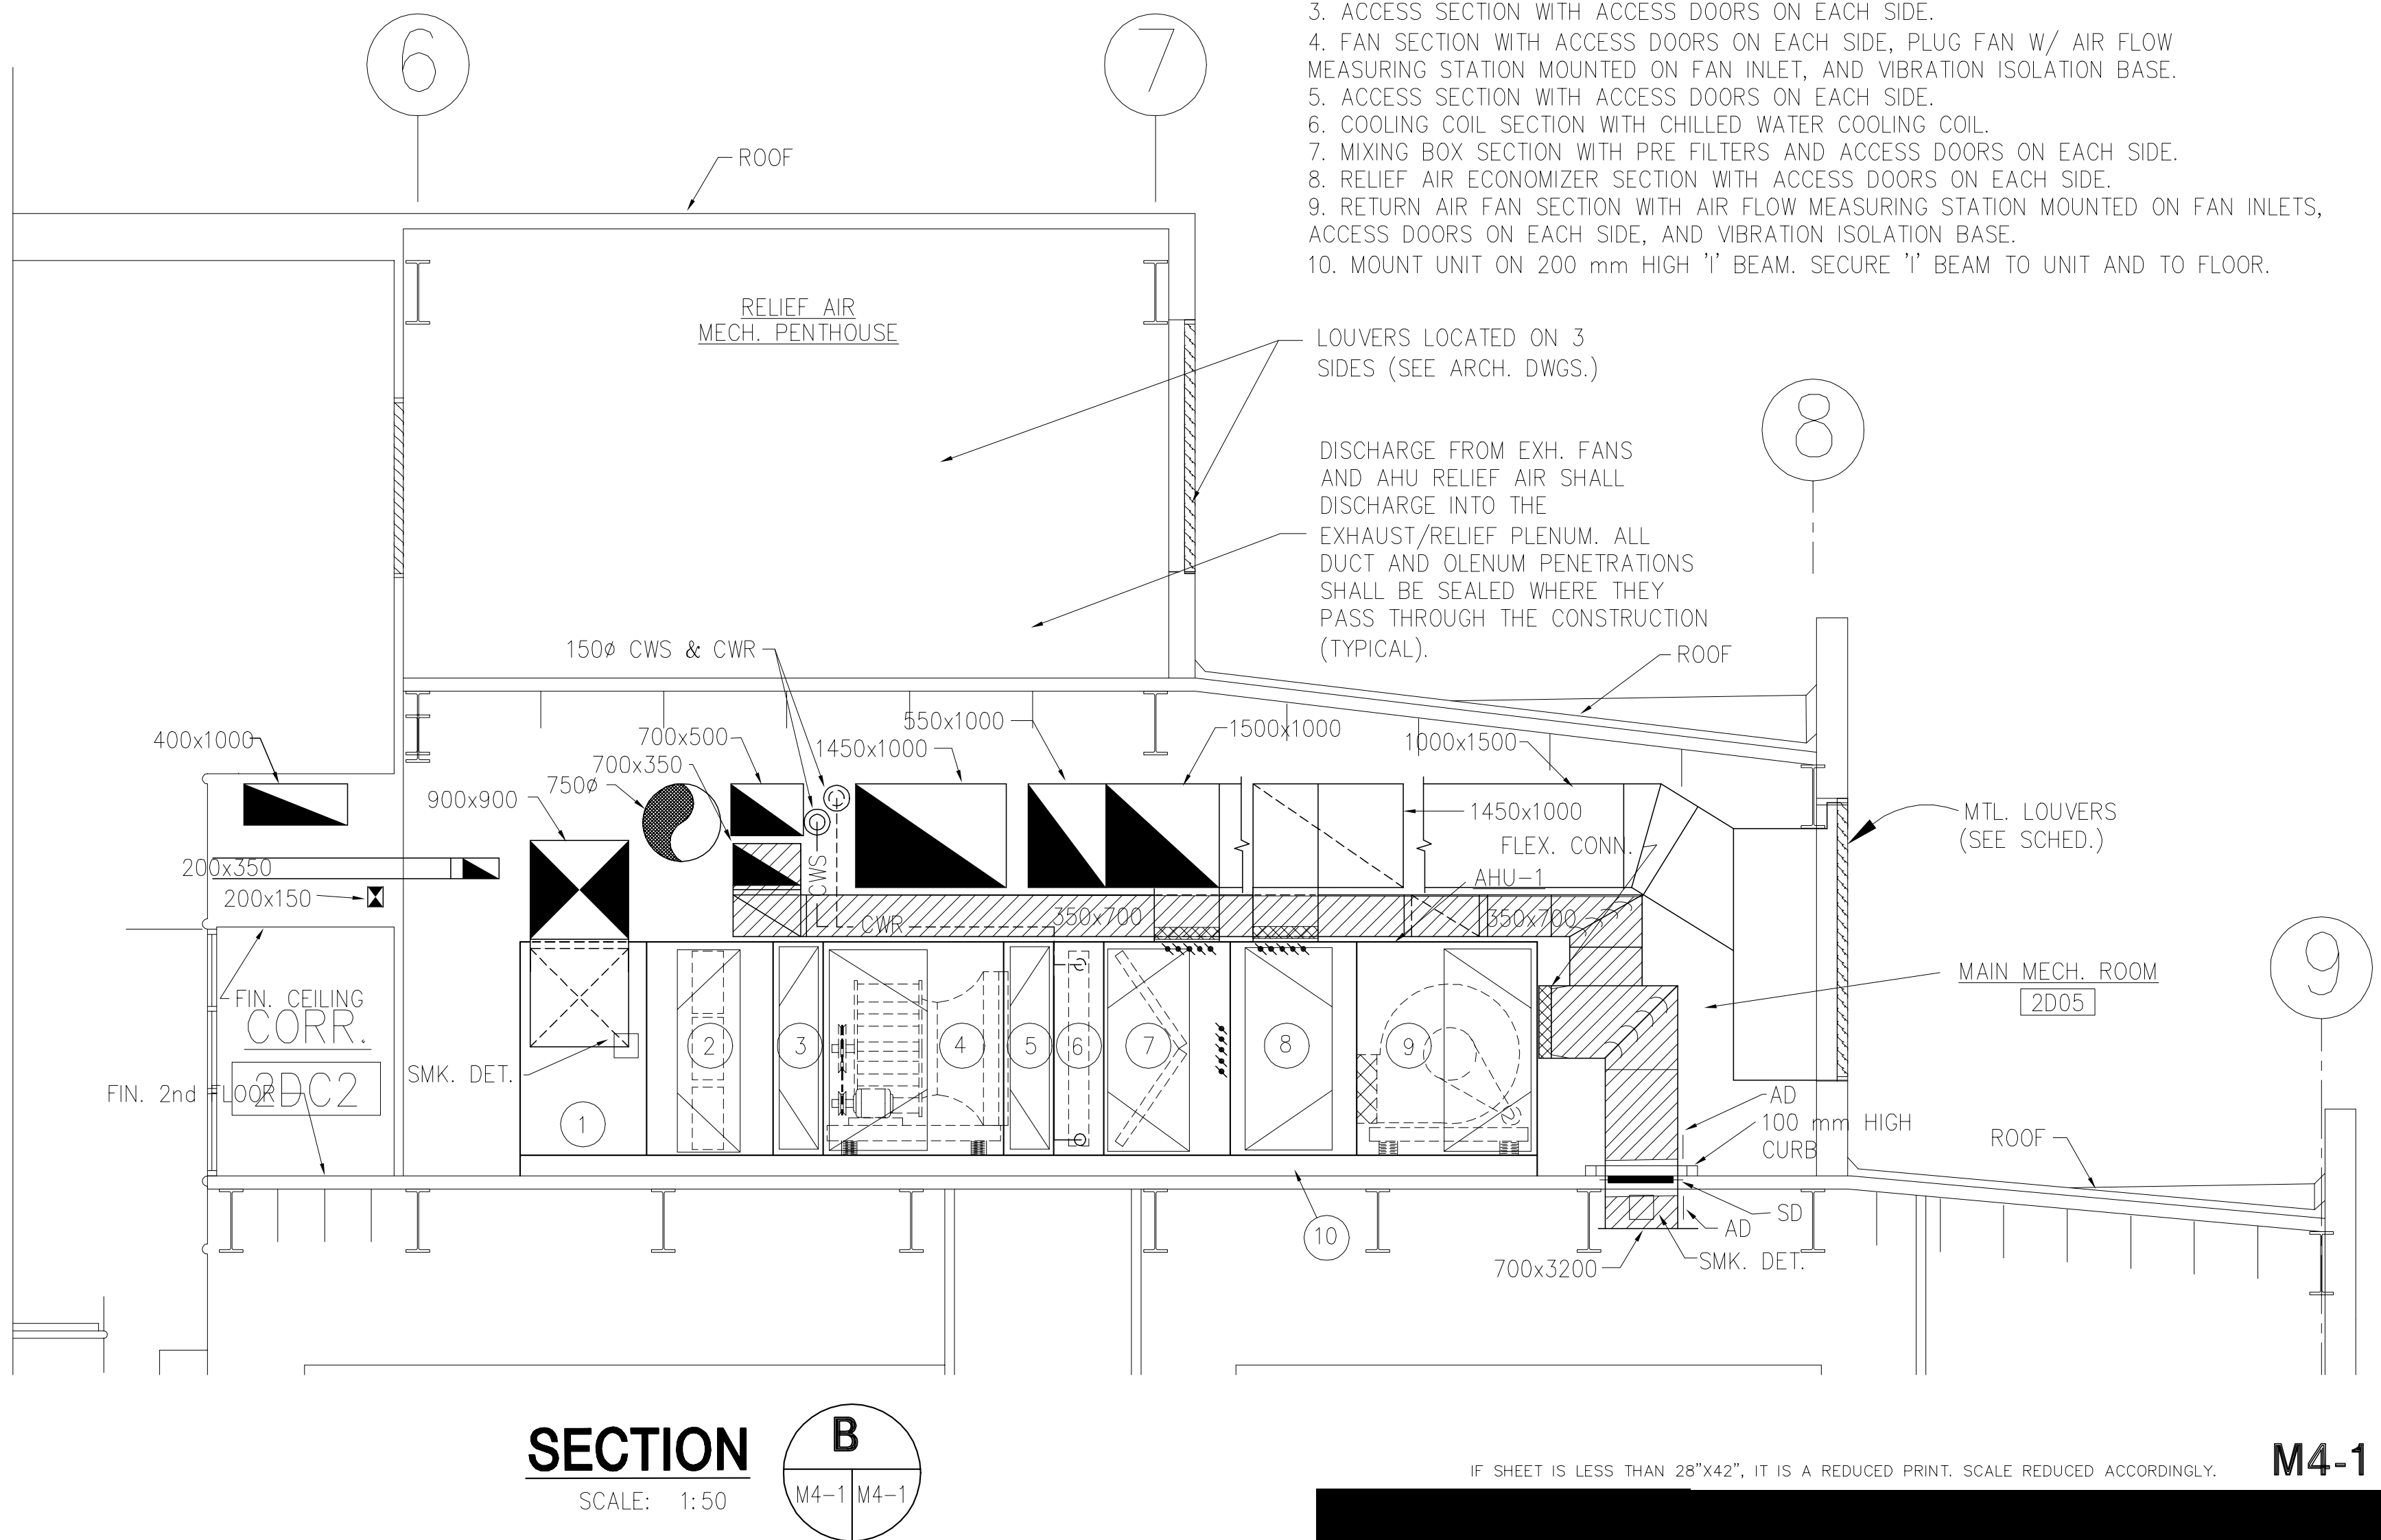 3. ACCESS SECTION WITH ACCESS DOORS ON EACH SIDE.
4. FAN SECTION WITH ACCESS DOORS ON EACH SIDE, PLUG FAN W/ AIR FLOW
MEASURING STATION MOUNTED ON FAN INLET, AND VIBRATION ISOLATION BASE.
5. ACCESS SECTION WITH ACCESS DOORS ON EACH SIDE.
6. COOLING COIL SECTION WITH CHILLED WATER COOLING COIL.
7. MIXING BOX SECTION WITH PRE FILTERS AND ACCESS DOORS ON EACH SIDE.
8. RELIEF AIR ECONOMIZER SECTION WITH ACCESS DOORS ON EACH SIDE.
9. RETURN AIR FAN SECTION WITH AIR FLOW MEASURING STATION MOUNTED ON FAN INLETS,
ACCESS DOORS ON EACH SIDE, AND VIBRATION ISOLATION BASE.
10. MOUNT UNIT ON 200 mm HIGH 'I' BEAM. SECURE 'I' BEAM TO UNIT AND TO FLOOR.
6
7
ROOF
RELIEF AIR
MECH. PENTHOUSE
LOUVERS LOCATED ON 3
SIDES (SEE ARCH. DWGS.)
8
DISCHARGE FROM EXH. FANS
AND AHU RELIEF AIR SHALL
DISCHARGE INTO THE
EXHAUST/RELIEF PLENUM. ALL
DUCT AND OLENUM PENETRATIONS
SHALL BE SEALED WHERE THEY
PASS THROUGH THE CONSTRUCTION
(TYPICAL).
150ø CWS & CWR
ROOF
400x1000
700x500
550x1000
1450x1000
1500x1000
1000x1500
700x350
750ø
900x900
1450x1000
FLEX. CONN.
MTL. LOUVERS
(SEE SCHED.)
200x350
200x150
CWS
AHU-1
CWR
350x700
350x700
9
FIN. CEILING
CORR.
2DC2
MAIN MECH. ROOM
2D05
SMK. DET.
FIN. 2nd FLOOR
1
2
3
4
5
6
7
8
9
AD
100 mm HIGH
CURB
ROOF
SD
AD
10
SMK. DET.
700x3200
SECTION
SCALE: 1:50
B
M4-1
M4-1
IF SHEET IS LESS THAN 28"X42", IT IS A REDUCED PRINT. SCALE REDUCED ACCORDINGLY.
M4-1